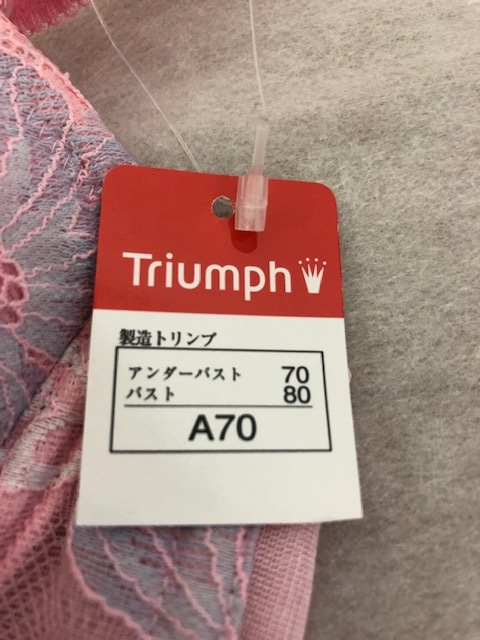 Triumph
製造トリンプ
アンダーバスト 70
バスト 80
A70